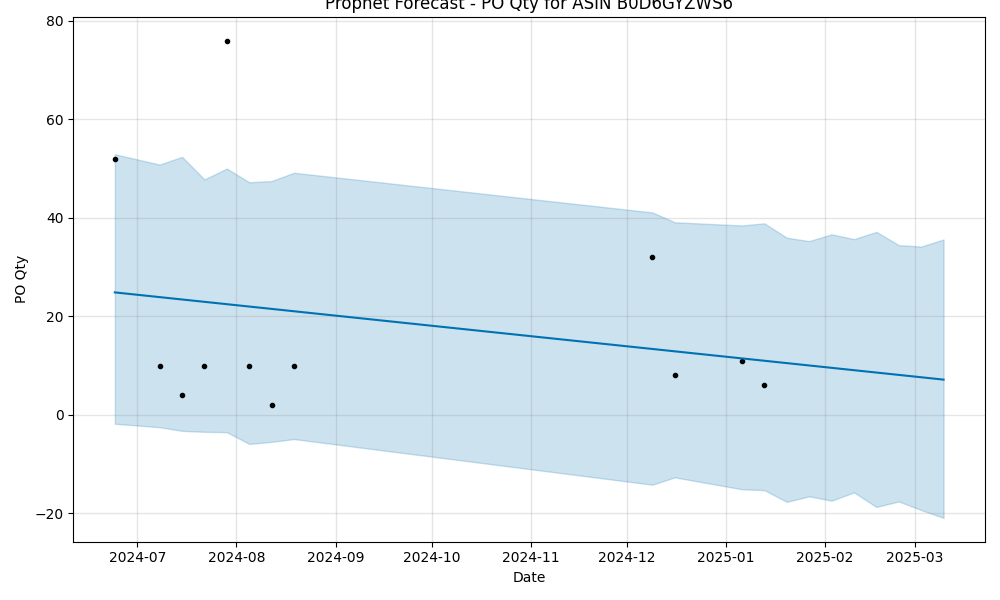 Prophet Forecast - PO Qty for ASIN B0D6GYZWS6
80
60
40
20
0
−20
PO Qty
2024-07 2024-08 2024-09 2024-10 2024-11 2024-12 2025-01 2025-02 2025-03
Date